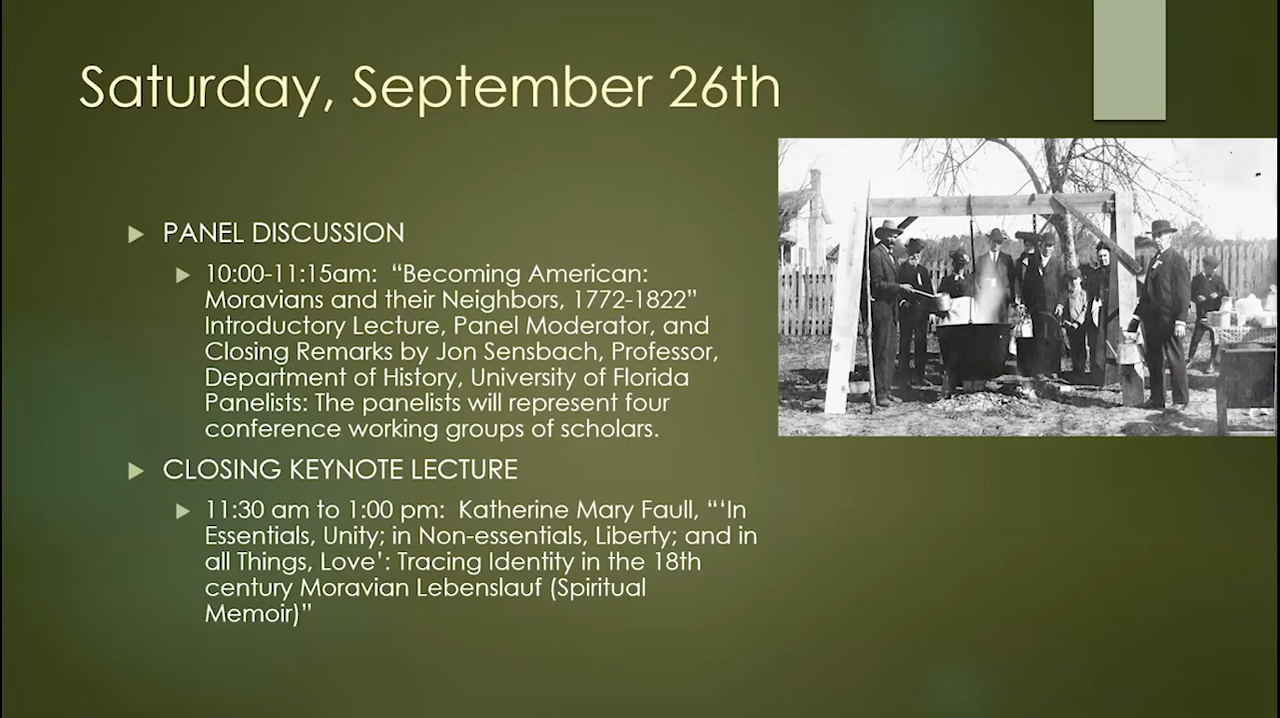 Saturday, September 26th
PANEL DISCUSSION
10:00-11:15am:  “Becoming American:
Moravians and their Neighbors, 1772-1822”
Introductory Lecture, Panel Moderator, and
Closing Remarks by Jon Sensbach, Professor,
Department of History, University of Florida
Panelists: The panelists will represent four
conference working groups of scholars.
CLOSING KEYNOTE LECTURE
11:30 am to 1:00 pm:  Katherine Mary Faull, “‘In
Essentials, Unity; in Non-essentials, Liberty; and in
all Things, Love’: Tracing Identity in the 18th
century Moravian Lebenslauf (Spiritual
Memoir)”